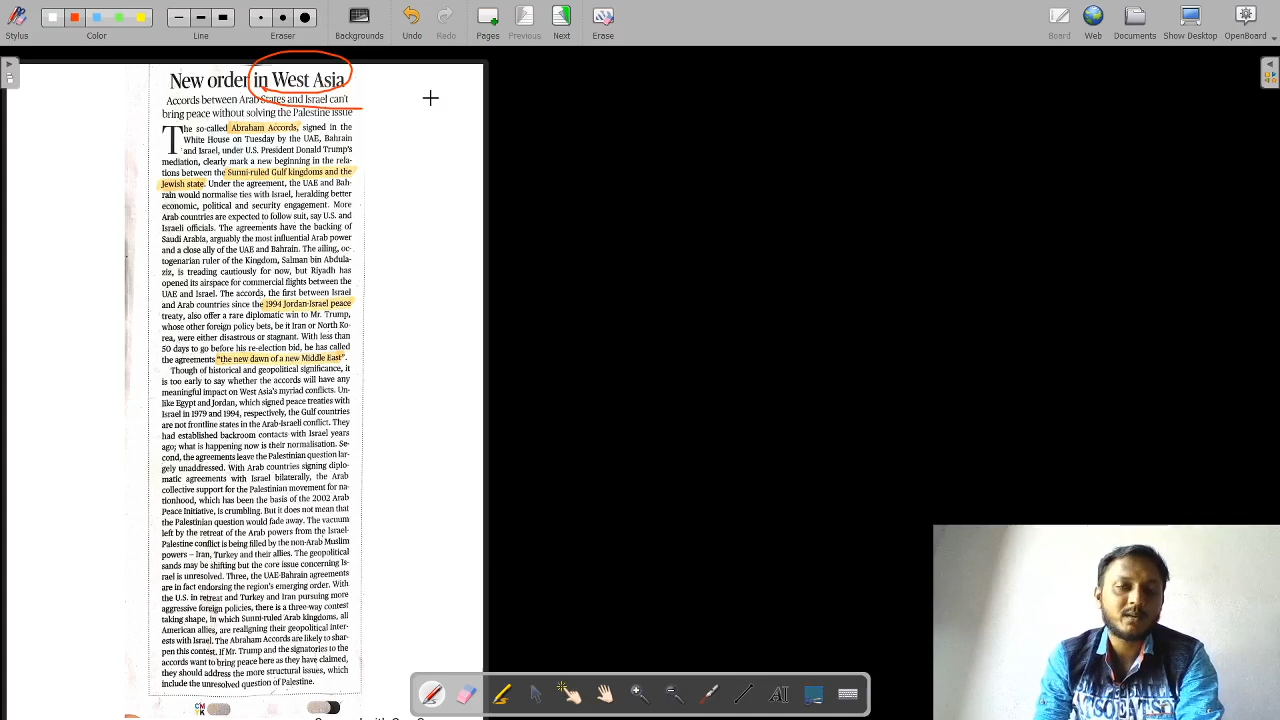 Stylus
Color
Line
Eraser
Backgrounds
Undo
Redo
Pages
Previous
Next
Erase
Board
Web
Documents
Show Desktop
OpenBoard
New order in West Asia
Accords between Arab States and Israel can't
bring peace without solving the Palestine issue
The so-called Abraham Accords, signed in the
White House on Tuesday by the UAE, Bahrain
and Israel, under U.S. President Donald Trump's
mediation, clearly mark a new beginning in the rela-
tions between the Sunni-ruled Gulf kingdoms and the
Jewish state. Under the agreement, the UAE and Bah-
rain would normalise ties with Israel, heralding better
economic, political and security engagement. More
Arab countries are expected to follow suit, say U.S. and
Israeli officials. The agreements have the backing of
Saudi Arabia, arguably the most influential Arab power
and a close ally of the UAE and Bahrain. The ailing, oc-
togenarian ruler of the Kingdom, Salman bin Abdula-
ziz, is treading cautiously for now, but Riyadh has
opened its airspace for commercial flights between the
UAE and Israel. The accords, the first between Israel
and Arab countries since the 1994 Jordan-Israel peace
treaty, also offer a rare diplomatic win to Mr. Trump,
whose other foreign policy bets, be it Iran or North Ko-
rea, were either disastrous or stagnant. With less than
50 days to go before his re-election bid, he has called
the agreements "the new dawn of a new Middle East".
Though of historical and geopolitical significance, it
is too early to say whether the accords will have any
meaningful impact on West Asia's myriad conflicts. Un-
like Egypt and Jordan, which signed peace treaties with
Israel in 1979 and 1994, respectively, the Gulf countries
are not frontline states in the Arab-Israeli conflict. They
had established backroom contacts with Israel years
ago; what is happening now is their normalisation. Se-
cond, the agreements leave the Palestinian question lar-
gely unaddressed. With Arab countries signing diplo-
matic agreements with Israel bilaterally, the Arab
collective support for the Palestinian movement for na-
tionhood, which has been the basis of the 2002 Arab
Peace Initiative, is crumbling. But it does not mean that
the Palestinian question would fade away. The vacuum
left by the retreat of the Arab powers from the Israel-
Palestine conflict is being filled by the non-Arab Muslim
powers – Iran, Turkey and their allies. The geopolitical
sands may be shifting but the core issue concerning Is-
rael is unresolved. Three, the UAE-Bahrain agreements
are in fact endorsing the region's emerging order. With
the U.S. in retreat and Turkey and Iran pursuing more
aggressive foreign policies, there is a three-way contest
taking shape, in which Sunni-ruled Arab kingdoms, all
American allies, are realigning their geopolitical inter-
ests with Israel. The Abraham Accords are likely to shar-
pen this contest. If Mr. Trump and the signatories to the
accords want to bring peace here as they have claimed,
they should address the more structural issues, which
include the unresolved question of Palestine.
CM
YK
AI